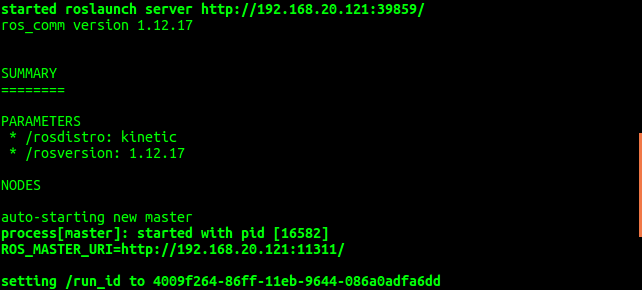 started roslaunch server http://192.168.20.121:39859/
ros_comm version 1.12.17
SUMMARY
========
PARAMETERS
* /rosdistro: kinetic
* /rosversion: 1.12.17
NODES
auto-starting new master
process[master]: started with pid [16582]
ROS_MASTER_URI=http://192.168.20.121:11311/
setting /run_id to 4009f264-86ff-11eb-9644-086a0adfa6dd